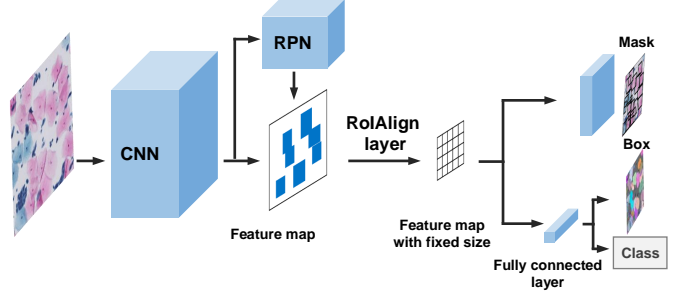 RPN
Mask
CNN
RoIAlign
layer
Box
Feature map
Feature map
with fixed size
Class
Fully connected
layer